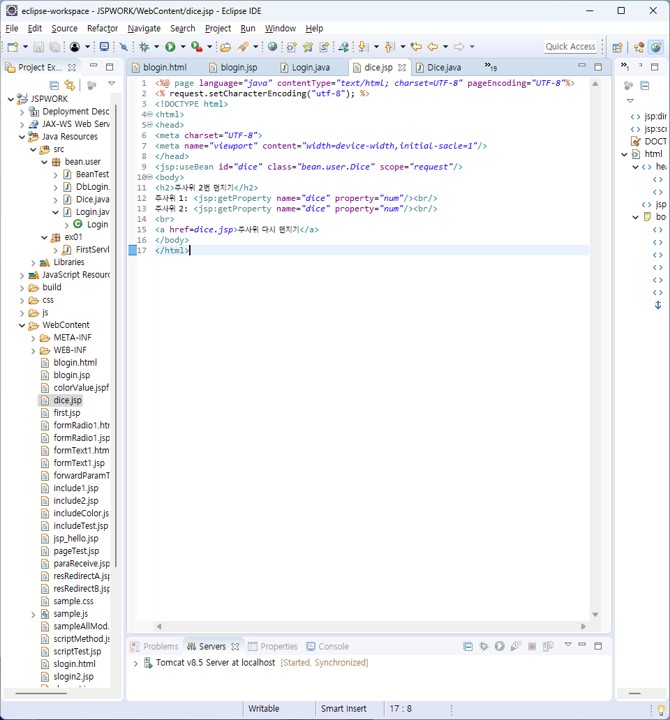 eclipse-workspace - JSPWORK/WebContent/dice.jsp - Eclipse IDE
File Edit Source Refactor Navigate Search Project Run Window Help
Quick Access
Project Ex...
blogin.html blogin.jsp Login.java dice.jsp Dice.java »19
»1
JSPWORK
Deployment Desc
JAX-WS Web Serv
Java Resources
src
bean.user
BeanTest
DbLogin.
Dice.java
Login.jav
Login
ex01
FirstServl
Libraries
JavaScript Resourc
build
css
js
WebContent
META-INF
WEB-INF
blogin.html
blogin.jsp
colorValue.jspf
dice.jsp
first.jsp
formRadio1.htm
formRadio1.jsp
formText1.htm
formText1.jsp
forwardParamT
include1.jsp
include2.jsp
includeColor.js
includeTest.jsp
jsp_hello.jsp
pageTest.jsp
paraReceive.jsp
resRedirectA.jsp
resRedirectB.jsp
sample.css
sample.js
sampleAllMod.
scriptMethod.js
scriptTest.jsp
slogin.html
slogin2.jsp
1 <%@ page language="java" contentType="text/html; charset=UTF-8" pageEncoding="UTF-8"%>
2 <% request.setCharacterEncoding("utf-8"); %>
3 <!DOCTYPE html>
4 <html>
5 <head>
6 <meta charset="UTF-8">
7 <meta name="viewport" content="width=device-width,initial-sacle=1"/>
8 </head>
9 <jsp:useBean id="dice" class="bean.user.Dice" scope="request"/>
10 <body>
11 <h2>주사위 2번 던지기</h2>
12 주사위 1: <jsp:getProperty name="dice" property="num"/><br/>
13 주사위 2: <jsp:getProperty name="dice" property="num"/><br/>
14 <br>
15 <a href=dice.jsp>주사위 다시 던지기</a>
16 </body>
17 </html>
jsp:dir
jsp:sc
DOCT
html
hea
jsp
bo
Problems Servers Properties Console
Tomcat v8.5 Server at localhost [Started, Synchronized]
Writable Smart Insert 17 : 8